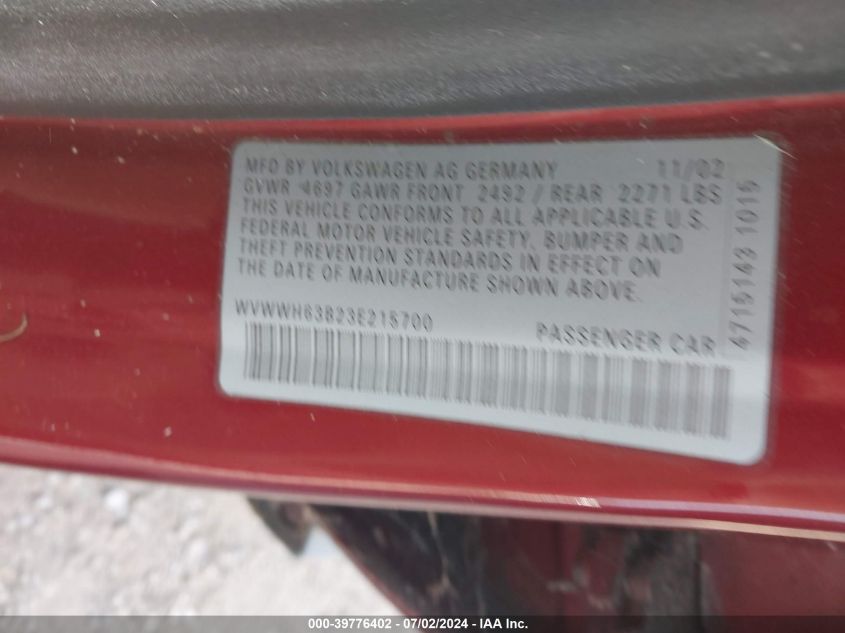 MFD BY VOLKSWAGEN AG GERMANY 11/02
GVWR 4697 GAWR FRONT 2492 / REAR 2271 LBS
THIS VEHICLE CONFORMS TO ALL APPLICABLE U.S.
FEDERAL MOTOR VEHICLE SAFETY, BUMPER AND
THEFT PREVENTION STANDARDS IN EFFECT ON
THE DATE OF MANUFACTURE SHOWN ABOVE.
WVWWH63B23E215700 PASSENGER CAR
4715143 1015
000-39776402 - 07/02/2024 - IAA Inc.